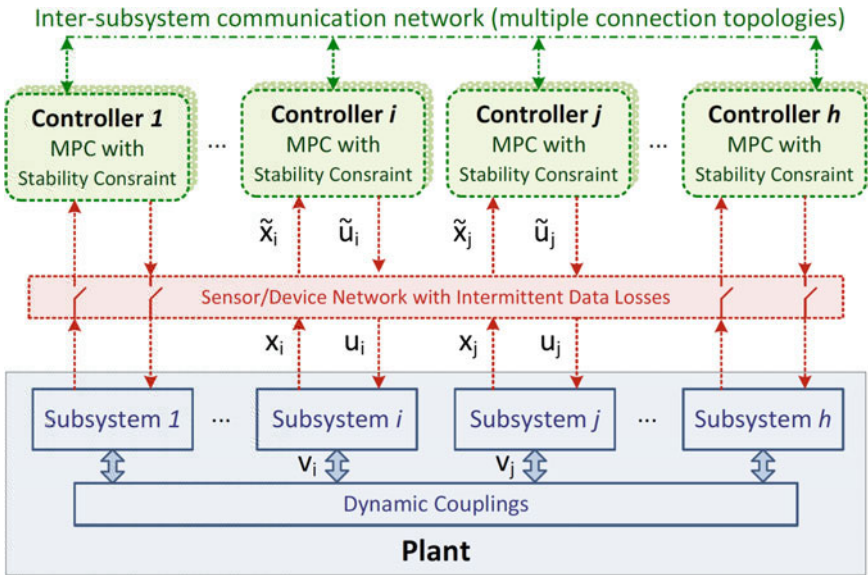 Inter-subsystem communication network (multiple connection topologies)
Controller 1 Controller i Controller j Controller h
MPC with MPC with MPC with MPC with
Stability Consraint ... Stability Consraint Stability Consraint ... Stability Consraint
x̃ᵢ ũᵢ x̃ⱼ ũⱼ
Sensor/Device Network with Intermittent Data Losses
xᵢ uᵢ xⱼ uⱼ
Subsystem 1 ... Subsystem i Subsystem j ... Subsystem h
vᵢ vⱼ
Dynamic Couplings
Plant